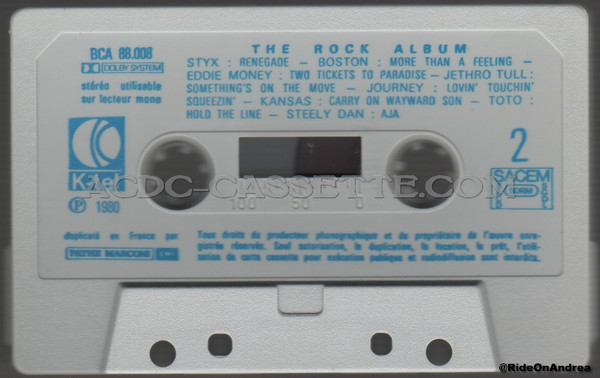 BCA 88.008
DOLBY SYSTEM
stéréo utilisable
sur lecteur mono
THE ROCK ALBUM
STYX : RENEGADE – BOSTON : MORE THAN A FEELING –
EDDIE MONEY : TWO TICKETS TO PARADISE – JETHRO TULL :
SOMETHING'S ON THE MOVE – JOURNEY : LOVIN' TOUCHIN'
SQUEEZIN' – KANSAS : CARRY ON WAYWARD SON – TOTO :
HOLD THE LINE – STEELY DAN : AJA
K-tel
Ⓟ 1980
2
SACEM
SDRM
ACDC-CASSETTE.COM
100 50 0
dupliqué en France par
PATHE MARCONI EMI
Tous droits du producteur phonographique et du propriétaire de l'œuvre enre-
gistrée réservés. Sauf autorisation, la duplication, la location, le prêt, l'utili-
sation de cette cassette pour exécution publique et radiodiffusion sont interdits.
@RideOnAndrea